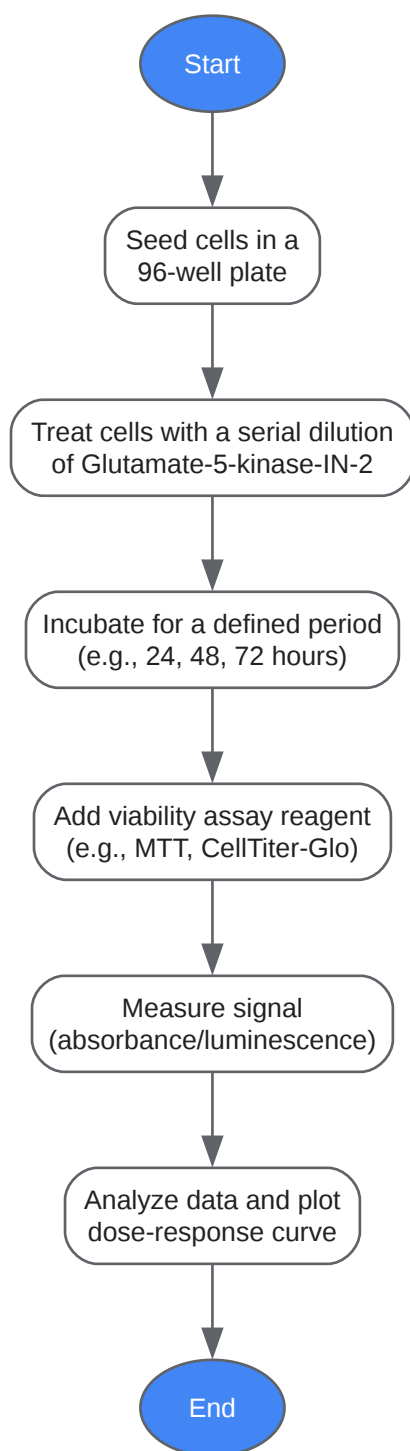 Start
Seed cells in a
96-well plate
Treat cells with a serial dilution
of Glutamate-5-kinase-IN-2
Incubate for a defined period
(e.g., 24, 48, 72 hours)
Add viability assay reagent
(e.g., MTT, CellTiter-Glo)
Measure signal
(absorbance/luminescence)
Analyze data and plot
dose-response curve
End